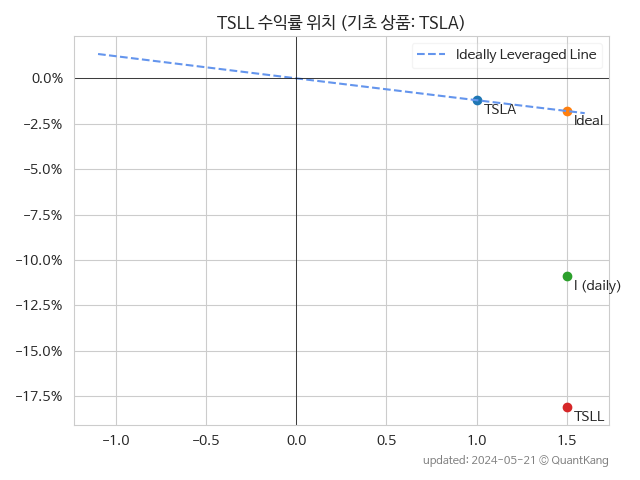 TSLL 수익률 위치 (기초 상품: TSLA)
Ideally Leveraged Line
0.0%
−2.5%
−5.0%
−7.5%
−10.0%
−12.5%
−15.0%
−17.5%
TSLA
Ideal
I (daily)
TSLL
−1.0 −0.5 0.0 0.5 1.0 1.5
updated: 2024-05-21 © QuantKang